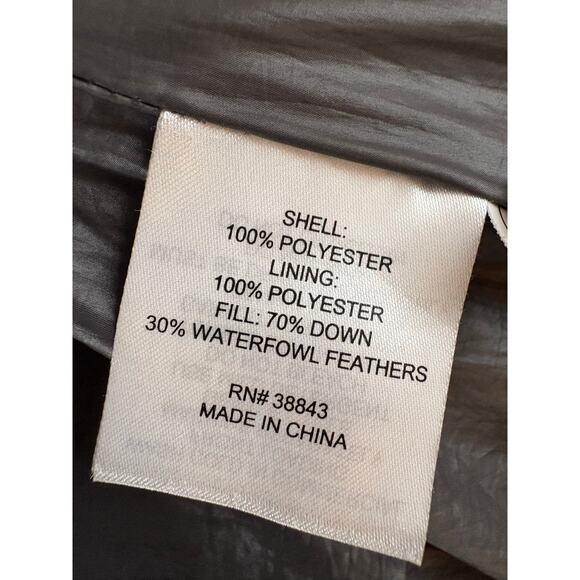 SHELL:
100% POLYESTER
LINING:
100% POLYESTER
FILL: 70% DOWN
30% WATERFOWL FEATHERS
RN# 38843
MADE IN CHINA